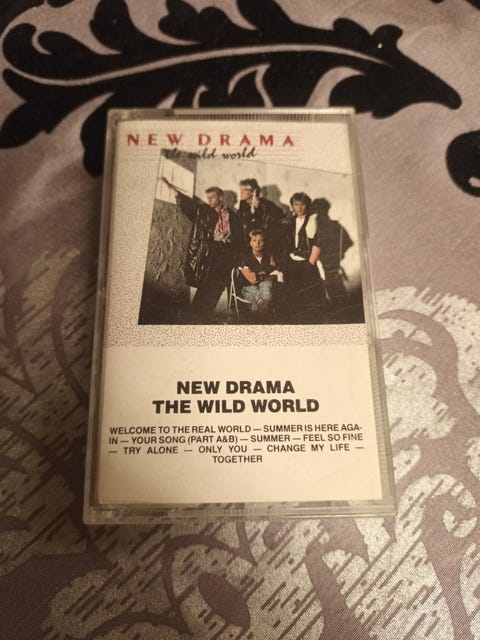 NEW DRAMA
the wild world
NEW DRAMA
THE WILD WORLD
WELCOME TO THE REAL WORLD — SUMMER IS HERE AGA-
IN — YOUR SONG (PART A&B) — SUMMER — FEEL SO FINE
— TRY ALONE — ONLY YOU — CHANGE MY LIFE —
TOGETHER